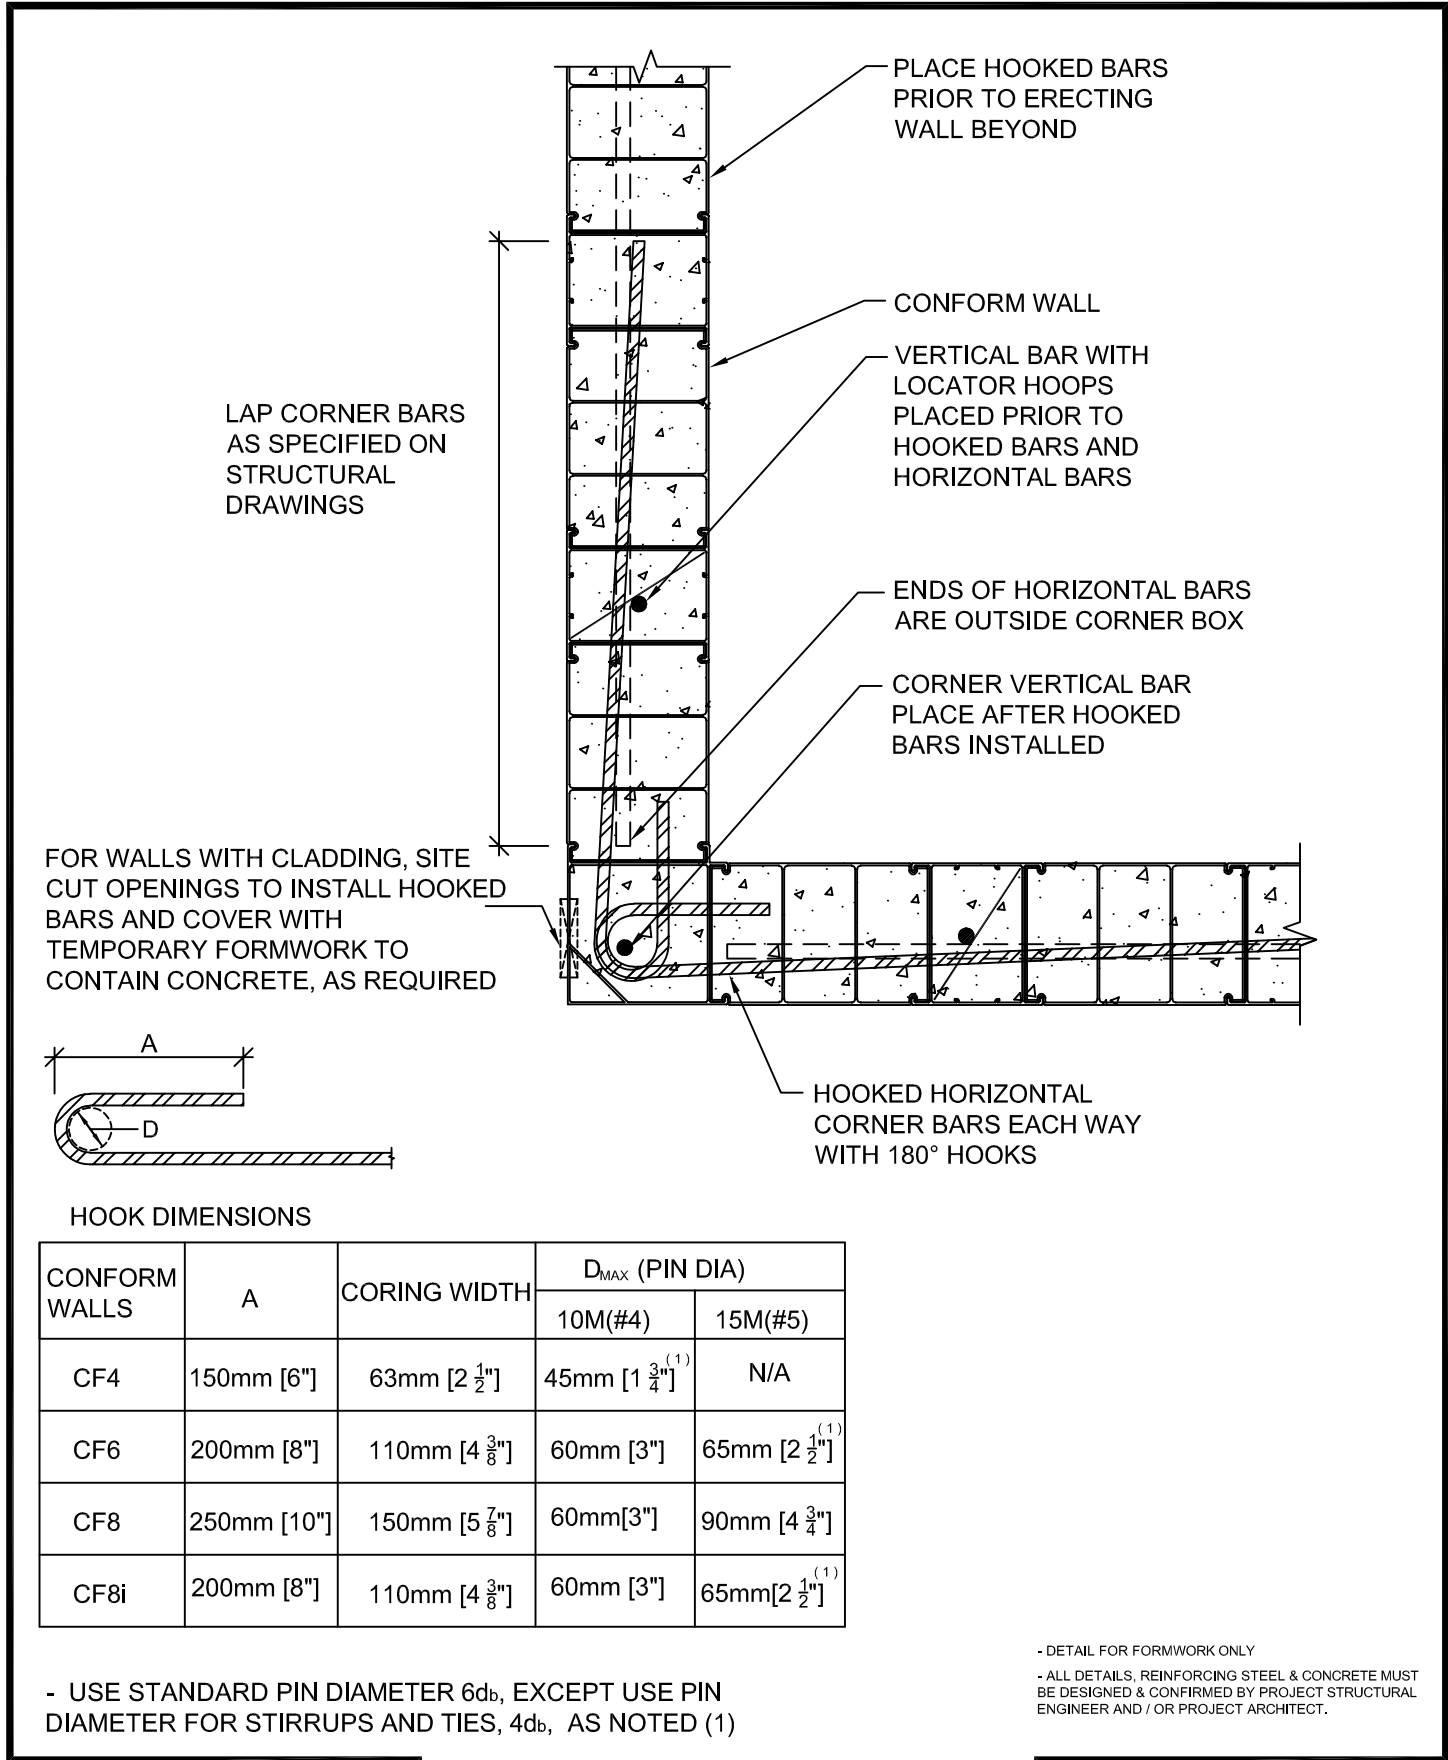 PLACE HOOKED BARS
PRIOR TO ERECTING
WALL BEYOND
CONFORM WALL
VERTICAL BAR WITH
LOCATOR HOOPS
PLACED PRIOR TO
HOOKED BARS AND
HORIZONTAL BARS
LAP CORNER BARS
AS SPECIFIED ON
STRUCTURAL
DRAWINGS
ENDS OF HORIZONTAL BARS
ARE OUTSIDE CORNER BOX
CORNER VERTICAL BAR
PLACE AFTER HOOKED
BARS INSTALLED
FOR WALLS WITH CLADDING, SITE
CUT OPENINGS TO INSTALL HOOKED
BARS AND COVER WITH
TEMPORARY FORMWORK TO
CONTAIN CONCRETE, AS REQUIRED
A
D
HOOKED HORIZONTAL
CORNER BARS EACH WAY
WITH 180° HOOKS
HOOK DIMENSIONS
CONFORM
WALLS
A
CORING WIDTH
DMAX (PIN DIA)
10M(#4) 15M(#5)
CF4 150mm [6"] 63mm [2 1/2"] 45mm [1 3/4"](1) N/A
CF6 200mm [8"] 110mm [4 3/8"] 60mm [3"] 65mm [2 1/2"](1)
CF8 250mm [10"] 150mm [5 7/8"] 60mm[3"] 90mm [4 3/4"]
CF8i 200mm [8"] 110mm [4 3/8"] 60mm [3"] 65mm[2 1/2"](1)
- USE STANDARD PIN DIAMETER 6db, EXCEPT USE PIN
DIAMETER FOR STIRRUPS AND TIES, 4db, AS NOTED (1)
- DETAIL FOR FORMWORK ONLY
- ALL DETAILS, REINFORCING STEEL & CONCRETE MUST
BE DESIGNED & CONFIRMED BY PROJECT STRUCTURAL
ENGINEER AND / OR PROJECT ARCHITECT.